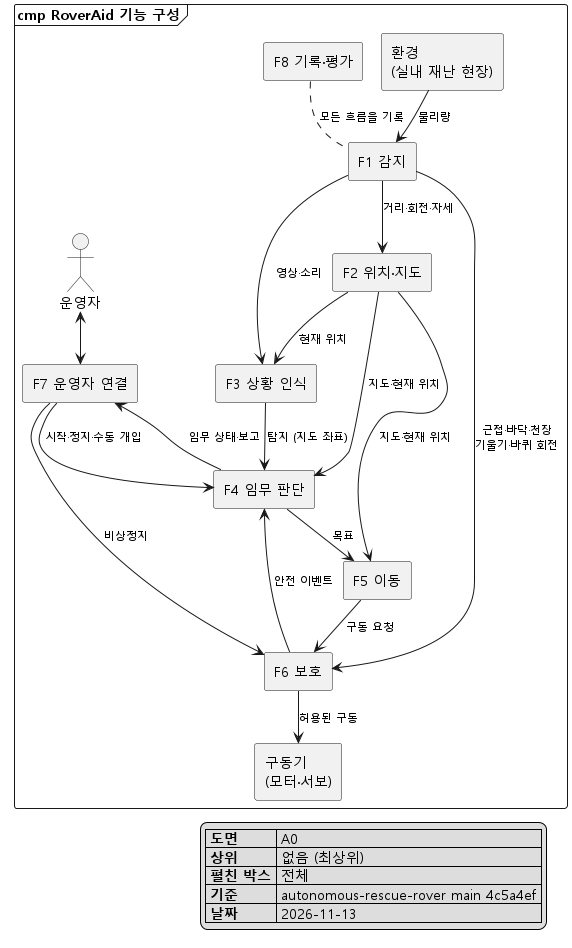 cmp RoverAid 기능 구성
F8 기록·평가
환경
(실내 재난 현장)
모든 흐름을 기록
물리량
F1 감지
거리·회전·자세
운영자
영상·소리
F2 위치·지도
현재 위치
F7 운영자 연결
F3 상황 인식
지도·현재 위치
시작·정지·수동 개입
임무 상태·보고
탐지 (지도 좌표)
지도·현재 위치
근접·바닥·천장
기울기·바퀴 회전
F4 임무 판단
비상정지
목표
안전 이벤트
F5 이동
구동 요청
F6 보호
허용된 구동
구동기
(모터·서보)
도면 A0
상위 없음 (최상위)
펼친 박스 전체
기준 autonomous-rescue-rover main 4c5a4ef
날짜 2026-11-13